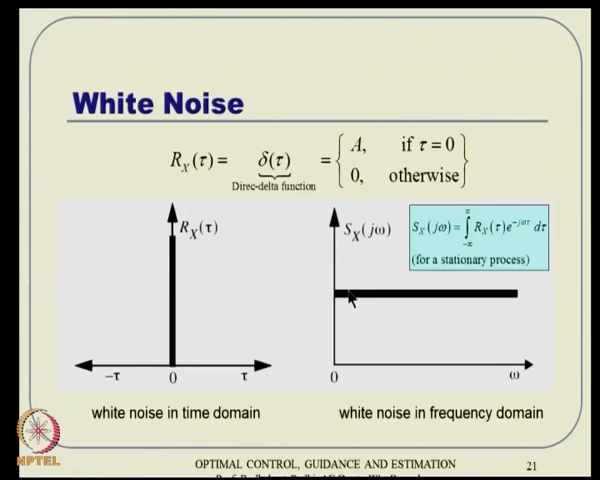 White Noise
R_X(τ) = δ(τ) = { A, if τ = 0
0, otherwise }
Direc-delta function
R_X(τ)
-τ 0 τ
S_X(jω)
S_X(jω) = ∫_{-∞}^{∞} R_X(τ)e^{-jωτ} dτ
(for a stationary process)
0 ω
white noise in time domain
white noise in frequency domain
NPTEL
OPTIMAL CONTROL, GUIDANCE AND ESTIMATION
21